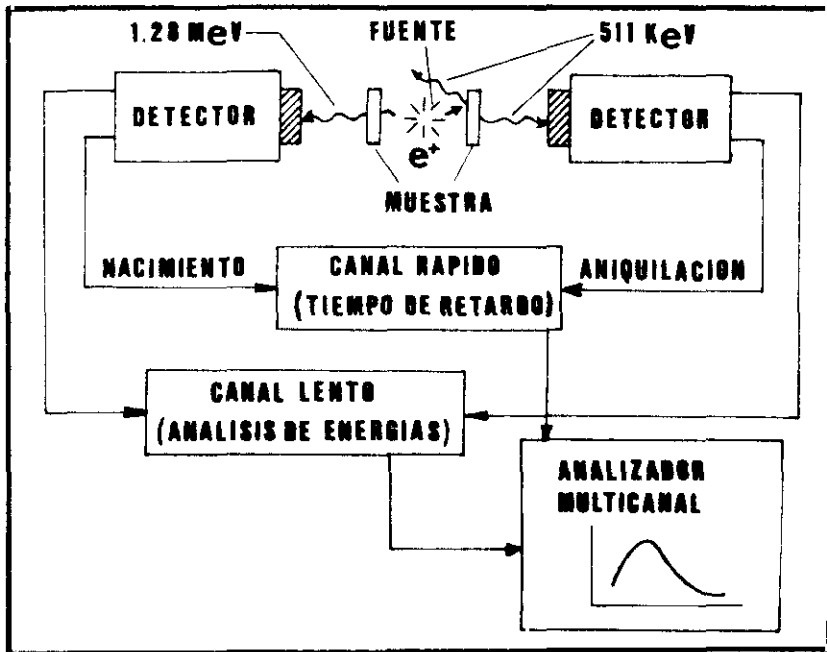 1.28 MeV
FUENTE
511 KeV
DETECTOR
DETECTOR
e+
MUESTRA
NACIMIENTO
CANAL RAPIDO
(TIEMPO DE RETARDO)
ANIQUILACION
CANAL LENTO
(ANALISIS DE ENERGIAS)
ANALIZADOR
MULTICANAL